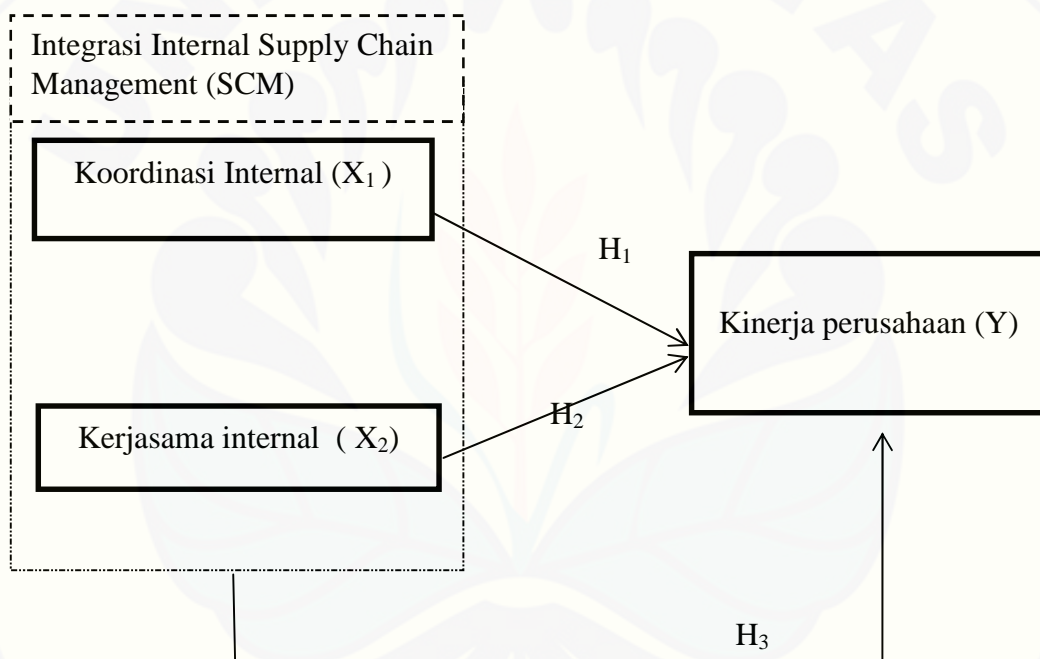 Integrasi Internal Supply Chain
Management (SCM)
Koordinasi Internal (X₁ )
H₁
Kinerja perusahaan (Y)
Kerjasama internal ( X₂)
H₂
H₃